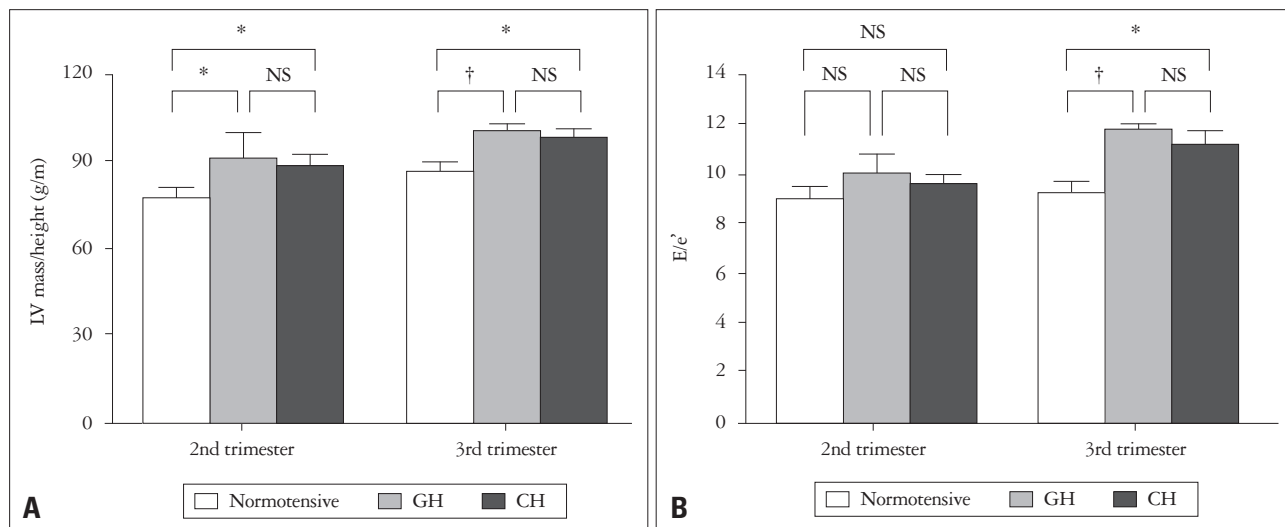 *
*
*
NS
†
NS
120
90
60
30
0
LV mass/height (g/m)
2nd trimester
3rd trimester
Normotensive
GH
CH
A
NS
*
NS
NS
†
NS
14
12
10
8
6
4
2
0
E/e’
2nd trimester
3rd trimester
Normotensive
GH
CH
B